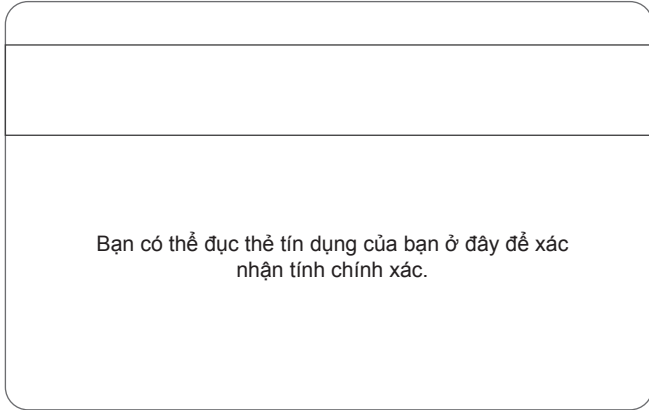 Bạn có thể đục thẻ tín dụng của bạn ở đây để xác
nhận tính chính xác.